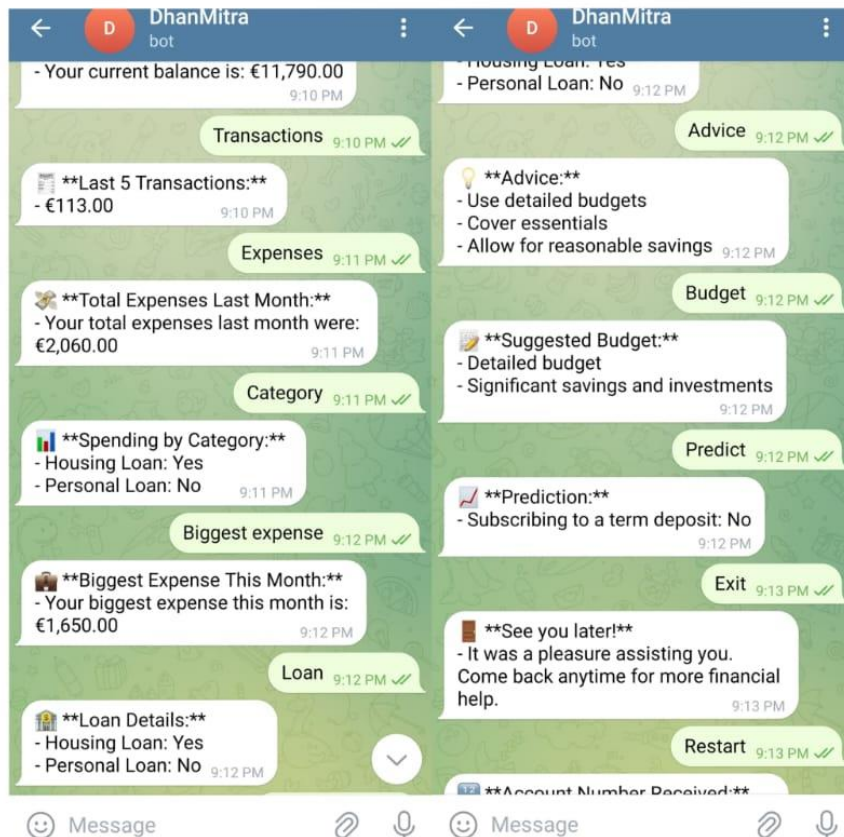 DhanMitra
bot
- Your current balance is: €11,790.00
9:10 PM
Transactions 9:10 PM
**Last 5 Transactions:**
- €113.00
9:10 PM
Expenses 9:11 PM
**Total Expenses Last Month:**
- Your total expenses last month were:
€2,060.00
9:11 PM
Category 9:11 PM
**Spending by Category:**
- Housing Loan: Yes
- Personal Loan: No
9:11 PM
Biggest expense 9:12 PM
**Biggest Expense This Month:**
- Your biggest expense this month is:
€1,650.00
9:12 PM
Loan 9:12 PM
**Loan Details:**
- Housing Loan: Yes
- Personal Loan: No 9:12 PM
Message
D
DhanMitra
bot
- Housing Loan: Yes
- Personal Loan: No 9:12 PM
Advice 9:12 PM
**Advice:**
- Use detailed budgets
- Cover essentials
- Allow for reasonable savings 9:12 PM
Budget 9:12 PM
**Suggested Budget:**
- Detailed budget
- Significant savings and investments
9:12 PM
Predict 9:12 PM
**Prediction:**
- Subscribing to a term deposit: No
9:12 PM
Exit 9:13 PM
**See you later!**
- It was a pleasure assisting you.
Come back anytime for more financial
help.
9:13 PM
Restart 9:13 PM
**Account Number Received:**
Message